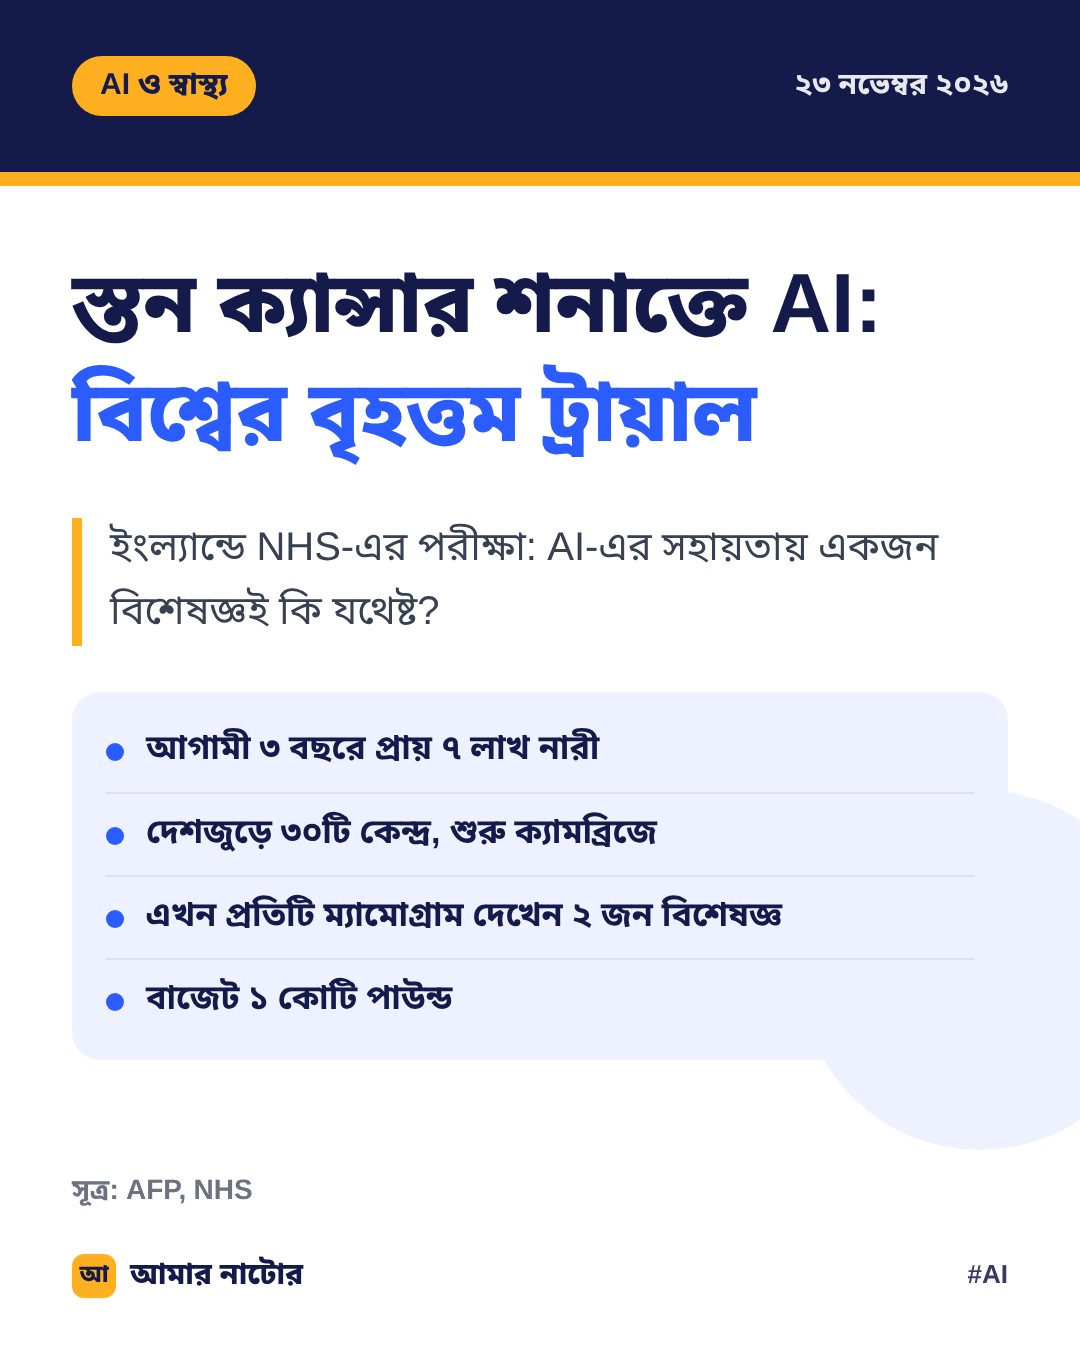 AI ও স্বাস্থ্য
২৩ নভেম্বর ২০২৬
স্তন ক্যান্সার শনাক্তে AI:
বিশ্বের বৃহত্তম ট্রায়াল
ইংল্যান্ডে NHS-এর পরীক্ষা: AI-এর সহায়তায় একজন
বিশেষজ্ঞই কি যথেষ্ট?
আগামী ৩ বছরে প্রায় ৭ লাখ নারী
দেশজুড়ে ৩০টি কেন্দ্র, শুরু ক্যামব্রিজে
এখন প্রতিটি ম্যামোগ্রাম দেখেন ২ জন বিশেষজ্ঞ
বাজেট ১ কোটি পাউন্ড
সূত্র: AFP, NHS
আ আমার নাটোর
#AI